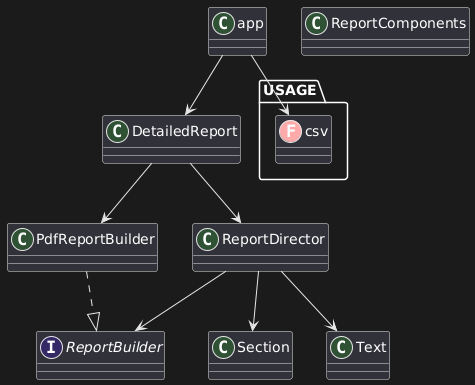 C app
C ReportComponents
USAGE
C DetailedReport
F csv
C PdfReportBuilder
C ReportDirector
I ReportBuilder
C Section
C Text